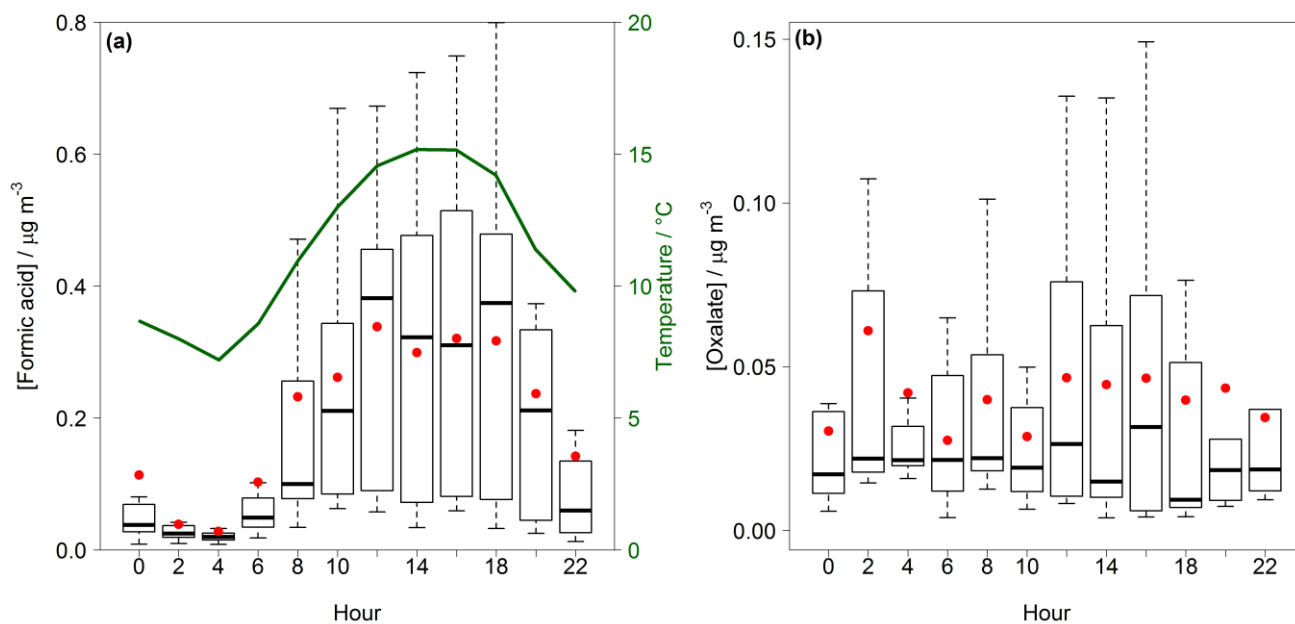 (a)
[Formic acid] / μg m⁻³
0.8
0.6
0.4
0.2
0.0
20
15
10
5
0
Temperature / °C
0 2 4 6 8 10 14 18 22
Hour
(b)
[Oxalate] / μg m⁻³
0.15
0.10
0.05
0.00
0 2 4 6 8 10 14 18 22
Hour